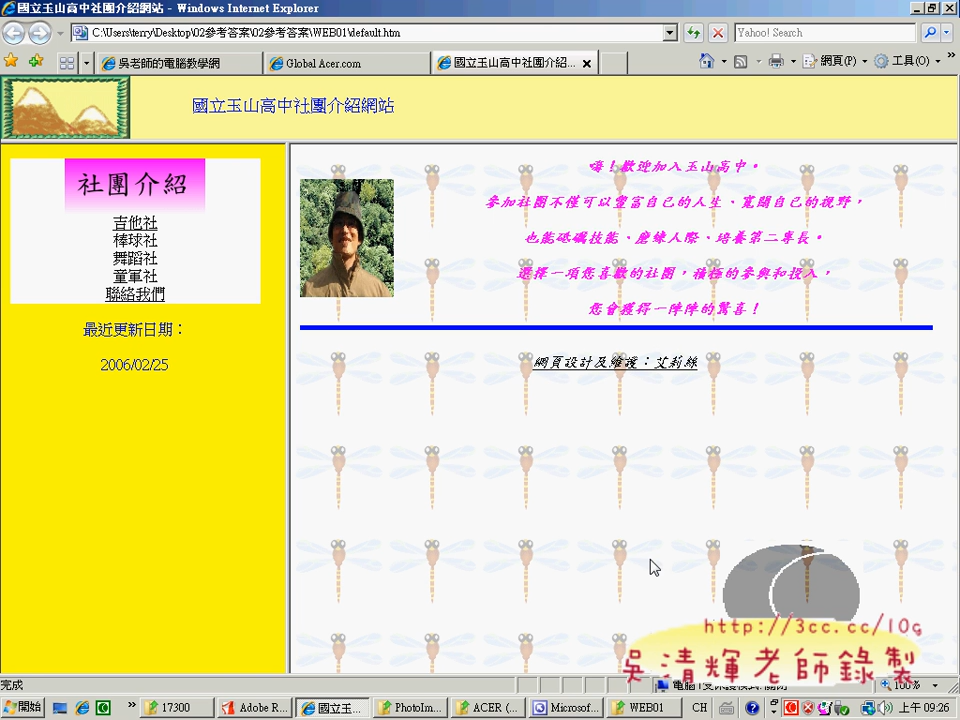 國立玉山高中社團介紹網站 - Windows Internet Explorer
C:\Users\terry\Desktop\02參考答案\02參考答案\WEB01\default.htm
Yahoo! Search
吳老師的電腦教學網
Global Acer.com
國立玉山高中社團介紹...
網頁(P)
工具(O)
國立玉山高中社團介紹網站
社團介紹
吉他社
棒球社
舞蹈社
童軍社
聯絡我們
最近更新日期：
2006/02/25
嗨！歡迎加入玉山高中。
參加社團不僅可以豐富自己的人生、寬闊自己的視野，
也能砥礪技能、磨練人際、培養第二專長。
選擇一項您喜歡的社團，積極的參與和投入，
您會獲得一陣陣的驚喜！
網頁設計及維護：艾莉絲
http://3cc.cc/10g
吳清輝老師錄製
完成
100%
開始
17300
Adobe R...
國立玉...
PhotoIm...
ACER (...
Microsof...
WEB01
CH
上午 09:26